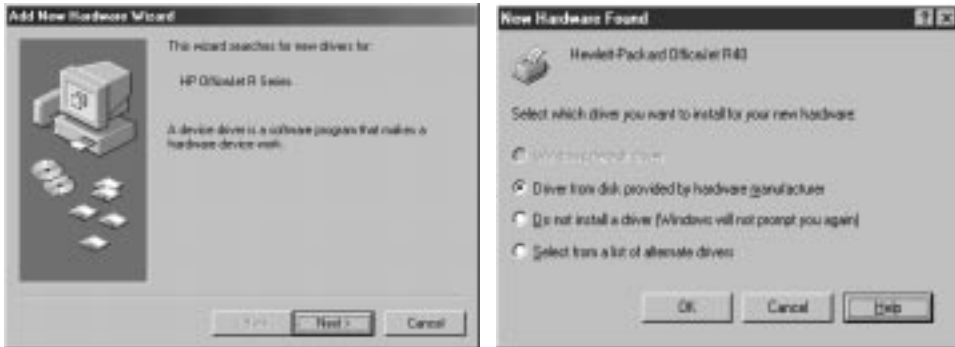 Add New Hardware Wizard
This wizard searches for new drivers for:
HP OfficeJet R Series
A device driver is a software program that makes a
hardware device work.
Next >
Cancel
New Hardware Found
Hewlett-Packard OfficeJet R40
Select which driver you want to install for your new hardware:
Driver from disk provided by hardware manufacturer
Do not install a driver (Windows will not prompt you again)
Select from a list of alternate drivers
OK
Cancel
Help